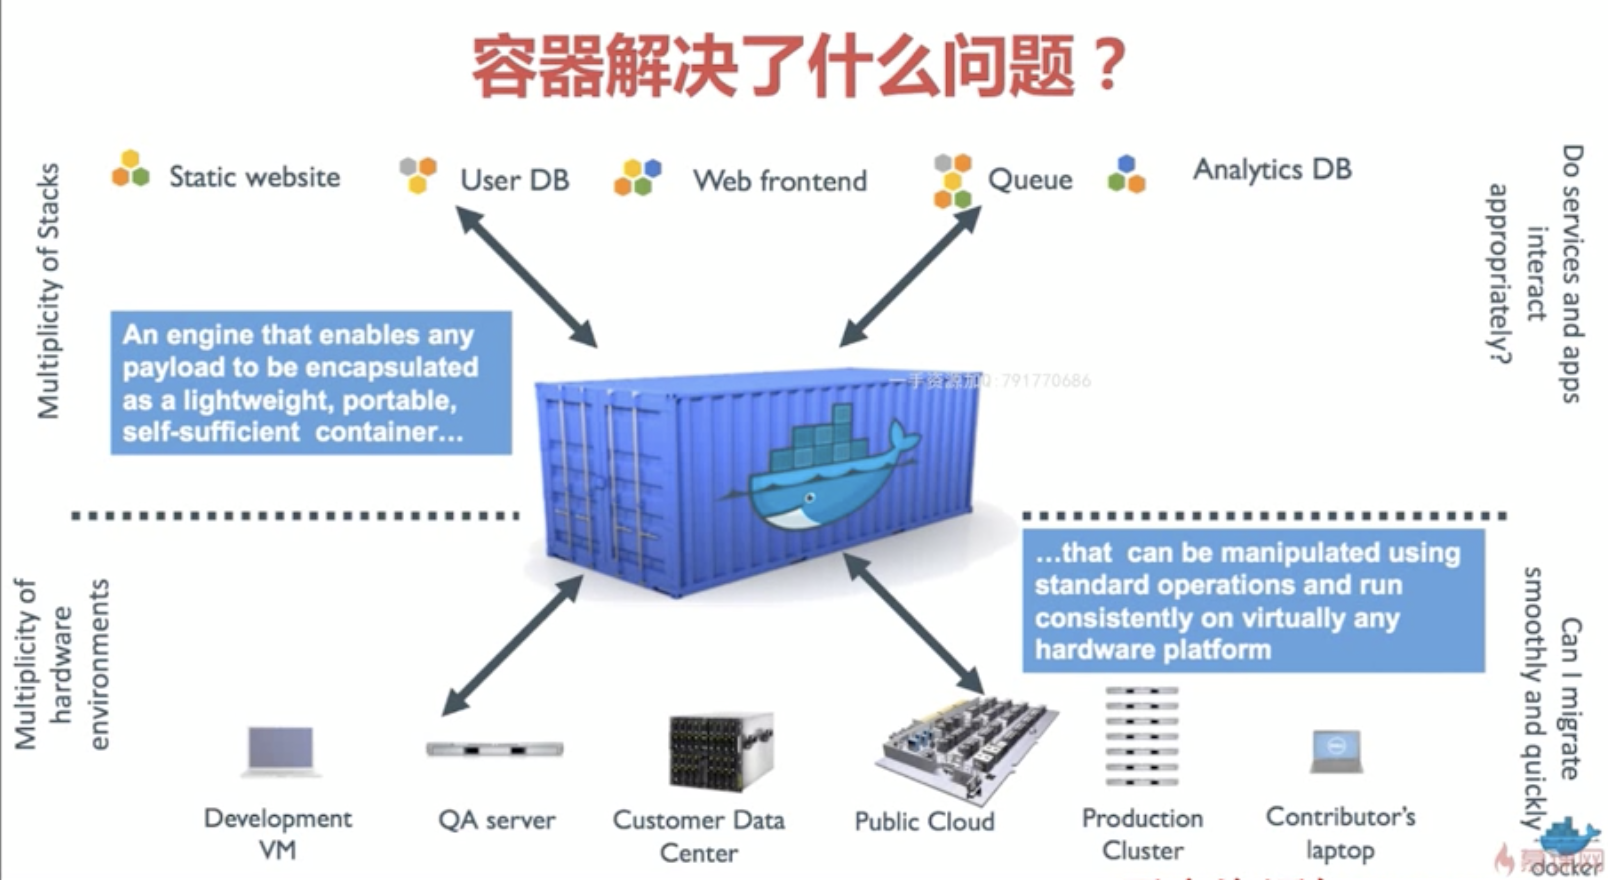 容器解决了什么问题？
Static website
User DB
Web frontend
Queue
Analytics DB
Multiplicity of Stacks
Do services and apps
interact
appropriately?
An engine that enables any
payload to be encapsulated
as a lightweight, portable,
self-sufficient container...
一手资源加Q:791770686
...that can be manipulated using
standard operations and run
consistently on virtually any
hardware platform
Multiplicity of
hardware
environments
Can I migrate
smoothly and quickly
Development
VM
QA server
Customer Data
Center
Public Cloud
Production
Cluster
Contributor's
laptop
DELL
docker